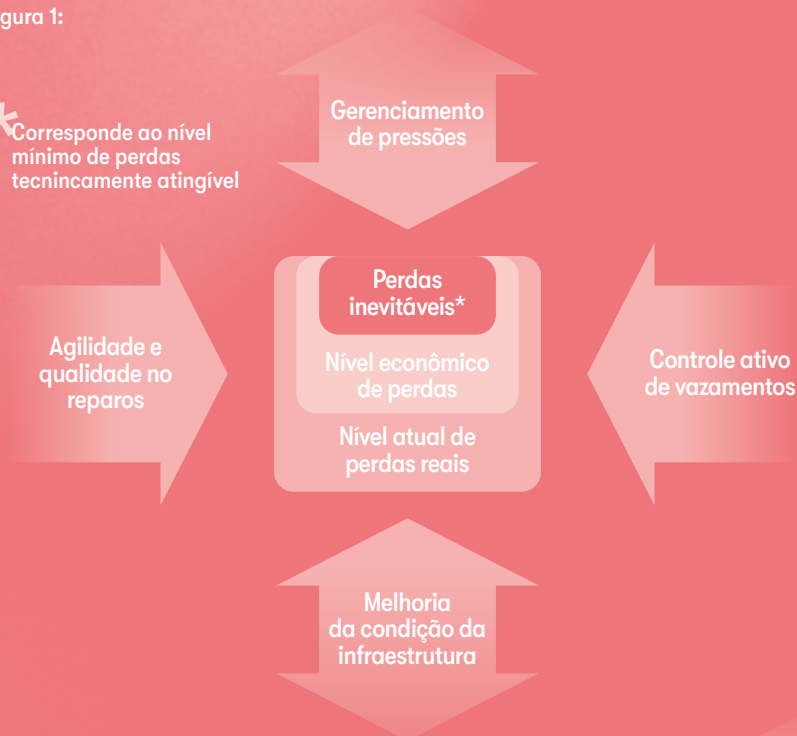 gura 1:
*
Corresponde ao nível
mínimo de perdas
tecnincamente atingível
Gerenciamento
de pressões
Perdas
inevitáveis*
Nível econômico
de perdas
Nível atual de
perdas reais
Agilidade e
qualidade no
reparos
Controle ativo
de vazamentos
Melhoria
da condição da
infraestrutura